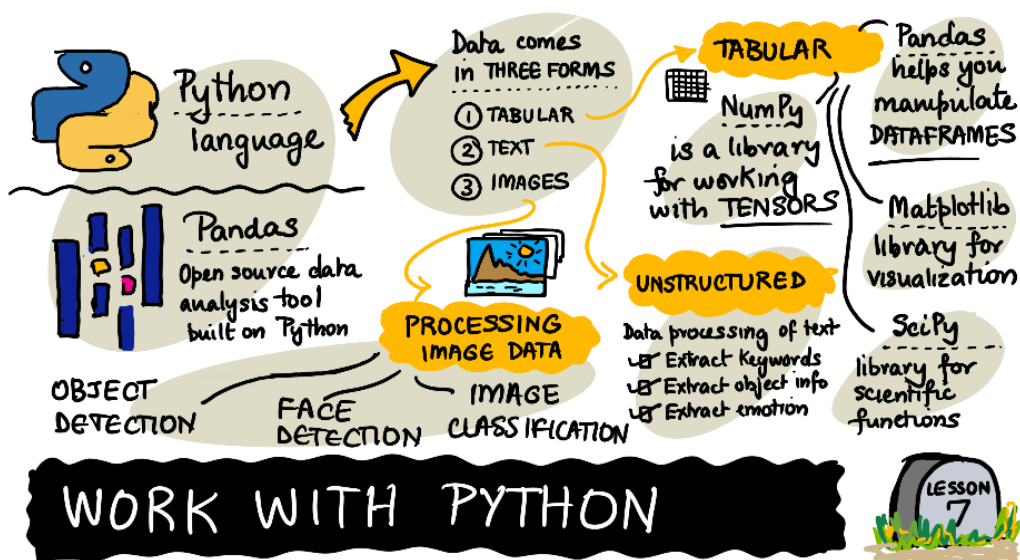 Python
language
Pandas
Open source data
analysis tool
built on Python
Data comes
in THREE FORMS
1 TABULAR
2 TEXT
3 IMAGES
TABULAR
NumPy
is a library
for working
with TENSORS
Pandas
helps you
manipulate
DATAFRAMES
Matplotlib
library for
visualization
SciPy
library for
scientific
functions
UNSTRUCTURED
Data processing of text
Extract Keywords
Extract object info
Extract emotion
PROCESSING
IMAGE DATA
OBJECT
DETECTION
FACE
DETECTION
IMAGE
CLASSIFICATION
WORK WITH PYTHON
LESSON
7